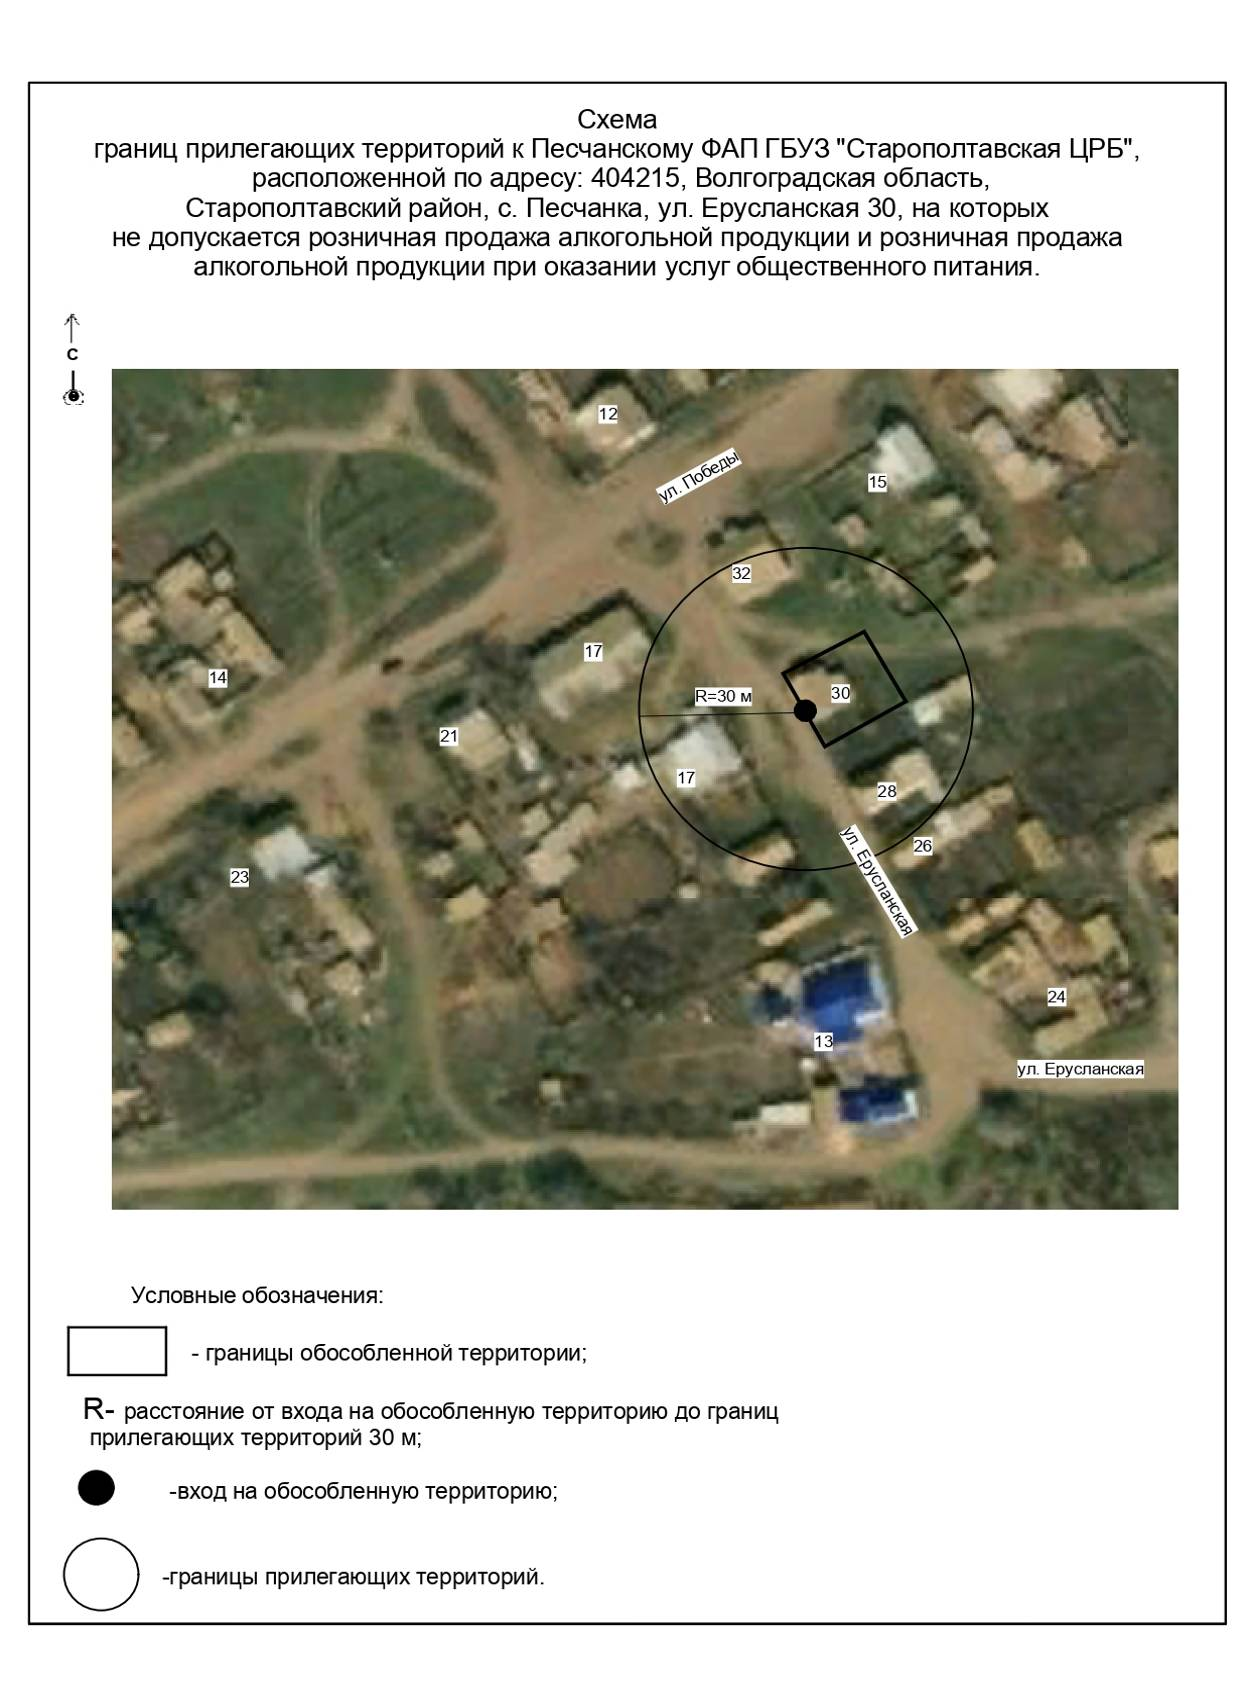 Схема
границ прилегающих территорий к Песчанскому ФАП ГБУЗ "Старополтавская ЦРБ",
расположенной по адресу: 404215, Волгоградская область,
Старополтавский район, с. Песчанка, ул. Ерусланская 30, на которых
не допускается розничная продажа алкогольной продукции и розничная продажа
алкогольной продукции при оказании услуг общественного питания.
С
12
ул. Победы
15
32
17
14
30
R=30 м
21
17
28
26
ул. Ерусланская
23
24
13
ул. Ерусланская
Условные обозначения:
- границы обособленной территории;
R- расстояние от входа на обособленную территорию до границ
прилегающих территорий 30 м;
-вход на обособленную территорию;
-границы прилегающих территорий.